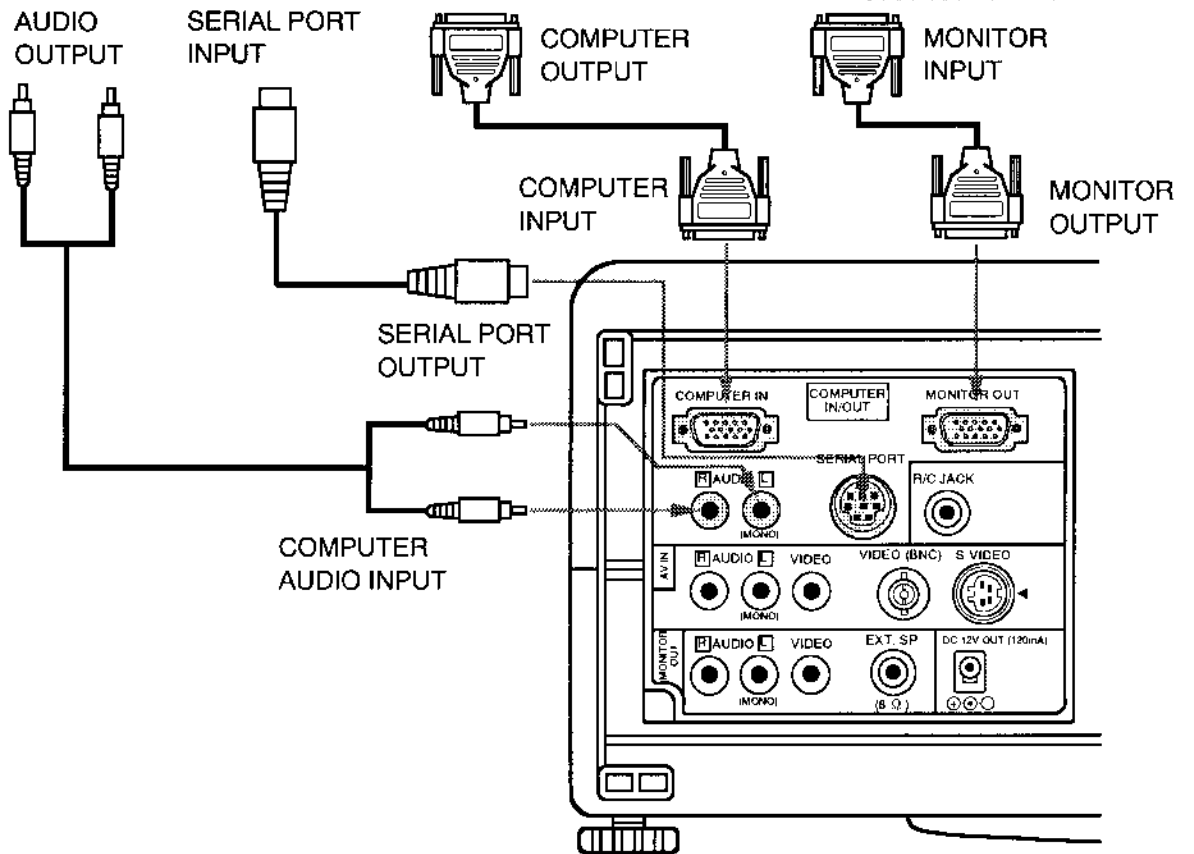 AUDIO
OUTPUT
SERIAL PORT
INPUT
COMPUTER
OUTPUT
MONITOR
INPUT
COMPUTER
INPUT
MONITOR
OUTPUT
SERIAL PORT
OUTPUT
COMPUTER
AUDIO INPUT
COMPUTER IN
COMPUTER
IN/OUT
MONITOR OUT
SERIAL PORT
R AUDIO L
(MONO)
R/C JACK
AV IN
R AUDIO L
VIDEO
(MONO)
VIDEO (BNC)
S VIDEO
MONITOR
OUT
R AUDIO L
VIDEO
(MONO)
EXT. SP
(8 Ω)
DC 12V OUT (120mA)